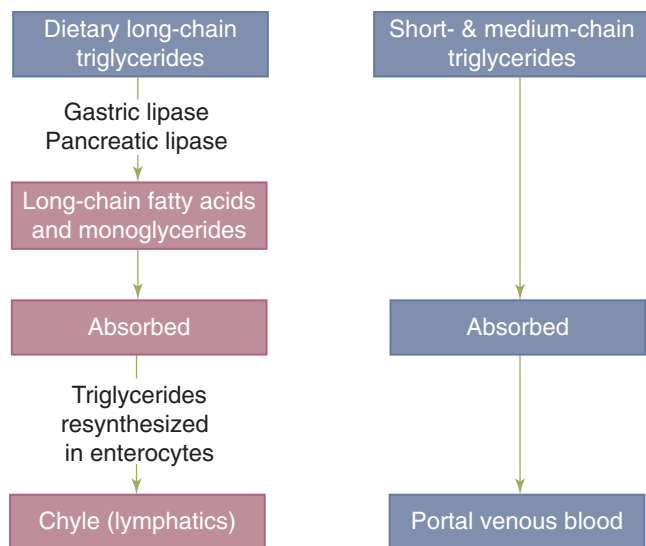 Dietary long-chain
triglycerides
Gastric lipase
Pancreatic lipase
Long-chain fatty acids
and monoglycerides
Absorbed
Triglycerides
resynthesized
in enterocytes
Chyle (lymphatics)
Short- & medium-chain
triglycerides
Absorbed
Portal venous blood